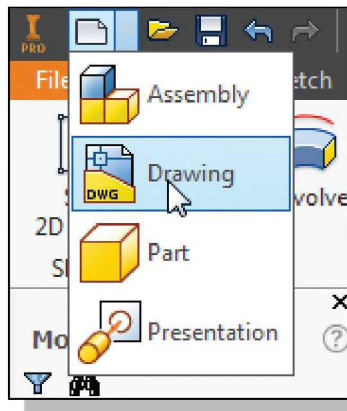 I
PRO
File
etch
Assembly
Drawing
DWG
volve
2D
Part
Mo
Presentation